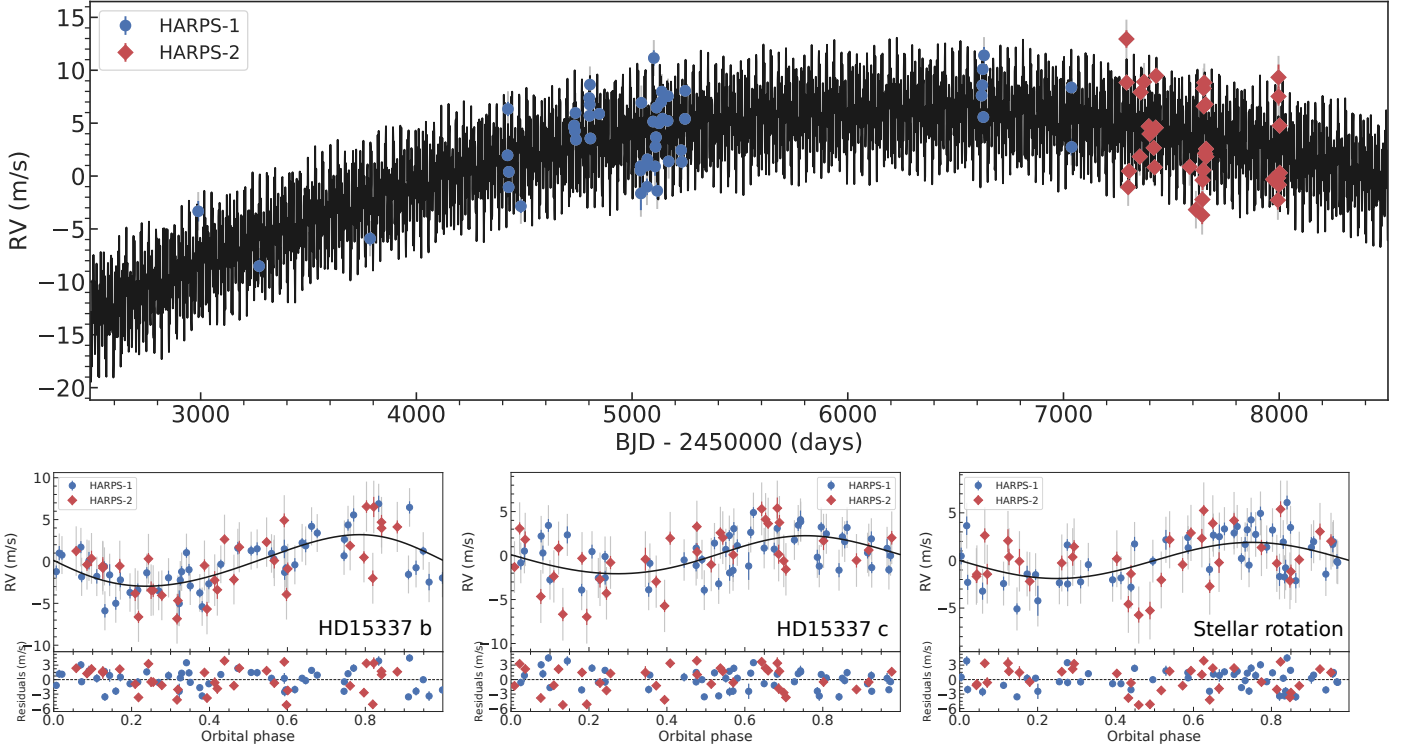 15
10
5
0
−5
−10
−15
−20
RV (m/s)
HARPS-1
HARPS-2
3000 4000 5000 6000 7000 8000
BJD - 2450000 (days)
10
5
0
−5
−10
RV (m/s)
HARPS-1
HARPS-2
HD15337 b
3
0
−3
−6
Residuals (m/s)
0.0 0.2 0.4 0.6 0.8
Orbital phase
5
0
−5
−10
RV (m/s)
HARPS-1
HARPS-2
HD15337 c
3
0
−3
−6
Residuals (m/s)
0.0 0.2 0.4 0.6 0.8
Orbital phase
5
0
−5
RV (m/s)
HARPS-1
HARPS-2
Stellar rotation
3
0
−3
−6
Residuals (m/s)
0.0 0.2 0.4 0.6 0.8
Orbital phase